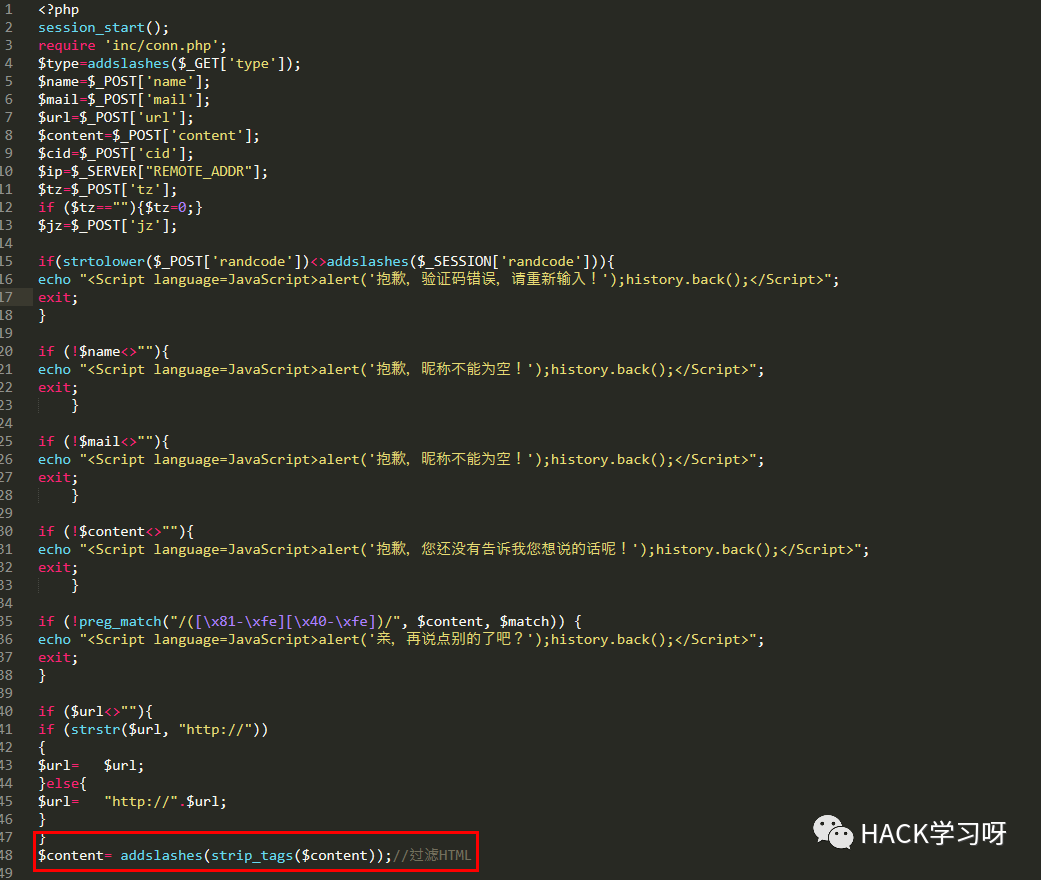 1 <?php
2 session_start();
3 require 'inc/conn.php';
4 $type=addslashes($_GET['type']);
5 $name=$_POST['name'];
6 $mail=$_POST['mail'];
7 $url=$_POST['url'];
8 $content=$_POST['content'];
9 $cid=$_POST['cid'];
10 $ip=$_SERVER["REMOTE_ADDR"];
11 $tz=$_POST['tz'];
12 if ($tz==""){$tz=0;}
13 $jz=$_POST['jz'];
14
15 if(strtolower($_POST['randcode'])<>addslashes($_SESSION['randcode'])){
16 echo "<Script language=JavaScript>alert('抱歉，验证码错误，请重新输入！');history.back();</Script>";
17 exit;
18 }
19
20 if (!$name<>""){
21 echo "<Script language=JavaScript>alert('抱歉，昵称不能为空！');history.back();</Script>";
22 exit;
23 }
24
25 if (!$mail<>""){
26 echo "<Script language=JavaScript>alert('抱歉，昵称不能为空！');history.back();</Script>";
27 exit;
28 }
29
30 if (!$content<>""){
31 echo "<Script language=JavaScript>alert('抱歉，您还没有告诉我您想说的话呢！');history.back();</Script>";
32 exit;
33 }
34
35 if (!preg_match("/([\x81-\xfe][\x40-\xfe])/", $content, $match)) {
36 echo "<Script language=JavaScript>alert('亲，再说点别的了吧？');history.back();</Script>";
37 exit;
38 }
39
40 if ($url<>""){
41 if (strstr($url, "http://"))
42 {
43 $url= $url;
44 }else{
45 $url= "http://".$url;
46 }
47 }
48 $content= addslashes(strip_tags($content));//过滤HTML
49
HACK学习呀